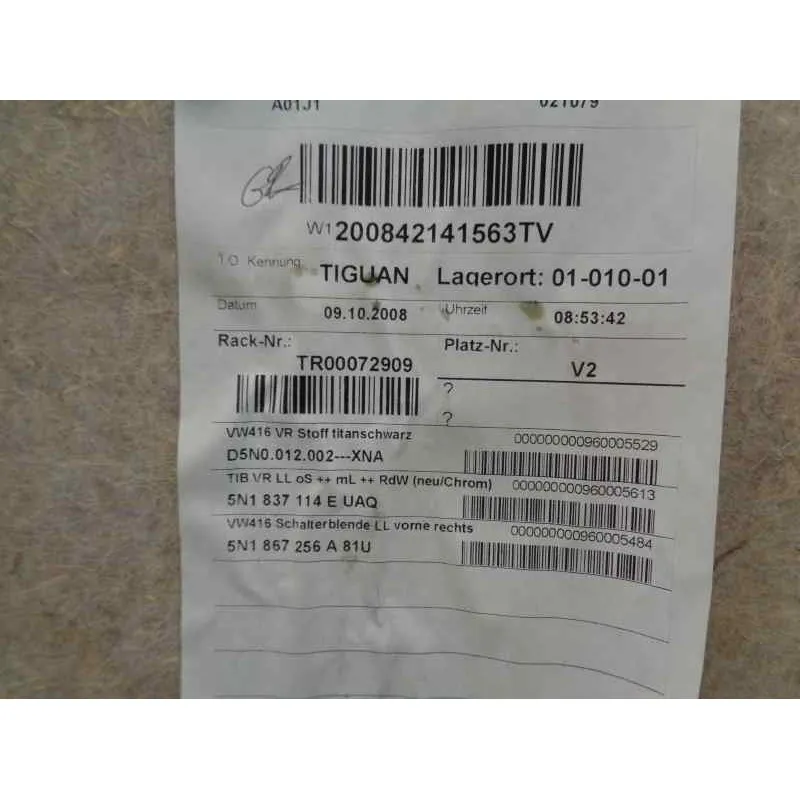 A01J1 021079
W1 200842141563TV
T.O. Kennung: TIGUAN Lagerort: 01-010-01
Datum 09.10.2008 Uhrzeit 08:53:42
Rack-Nr.: Platz-Nr.:
TR00072909 V2
?
?
VW416 VR Stoff titanschwarz 000000000960005529
D5N0.012.002---XNA
TIB VR LL oS ++ mL ++ RdW (neu/Chrom) 000000000960005613
5N1 837 114 E UAQ
VW416 Schalterblende LL vorne rechts 000000000960005484
5N1 867 256 A 81U